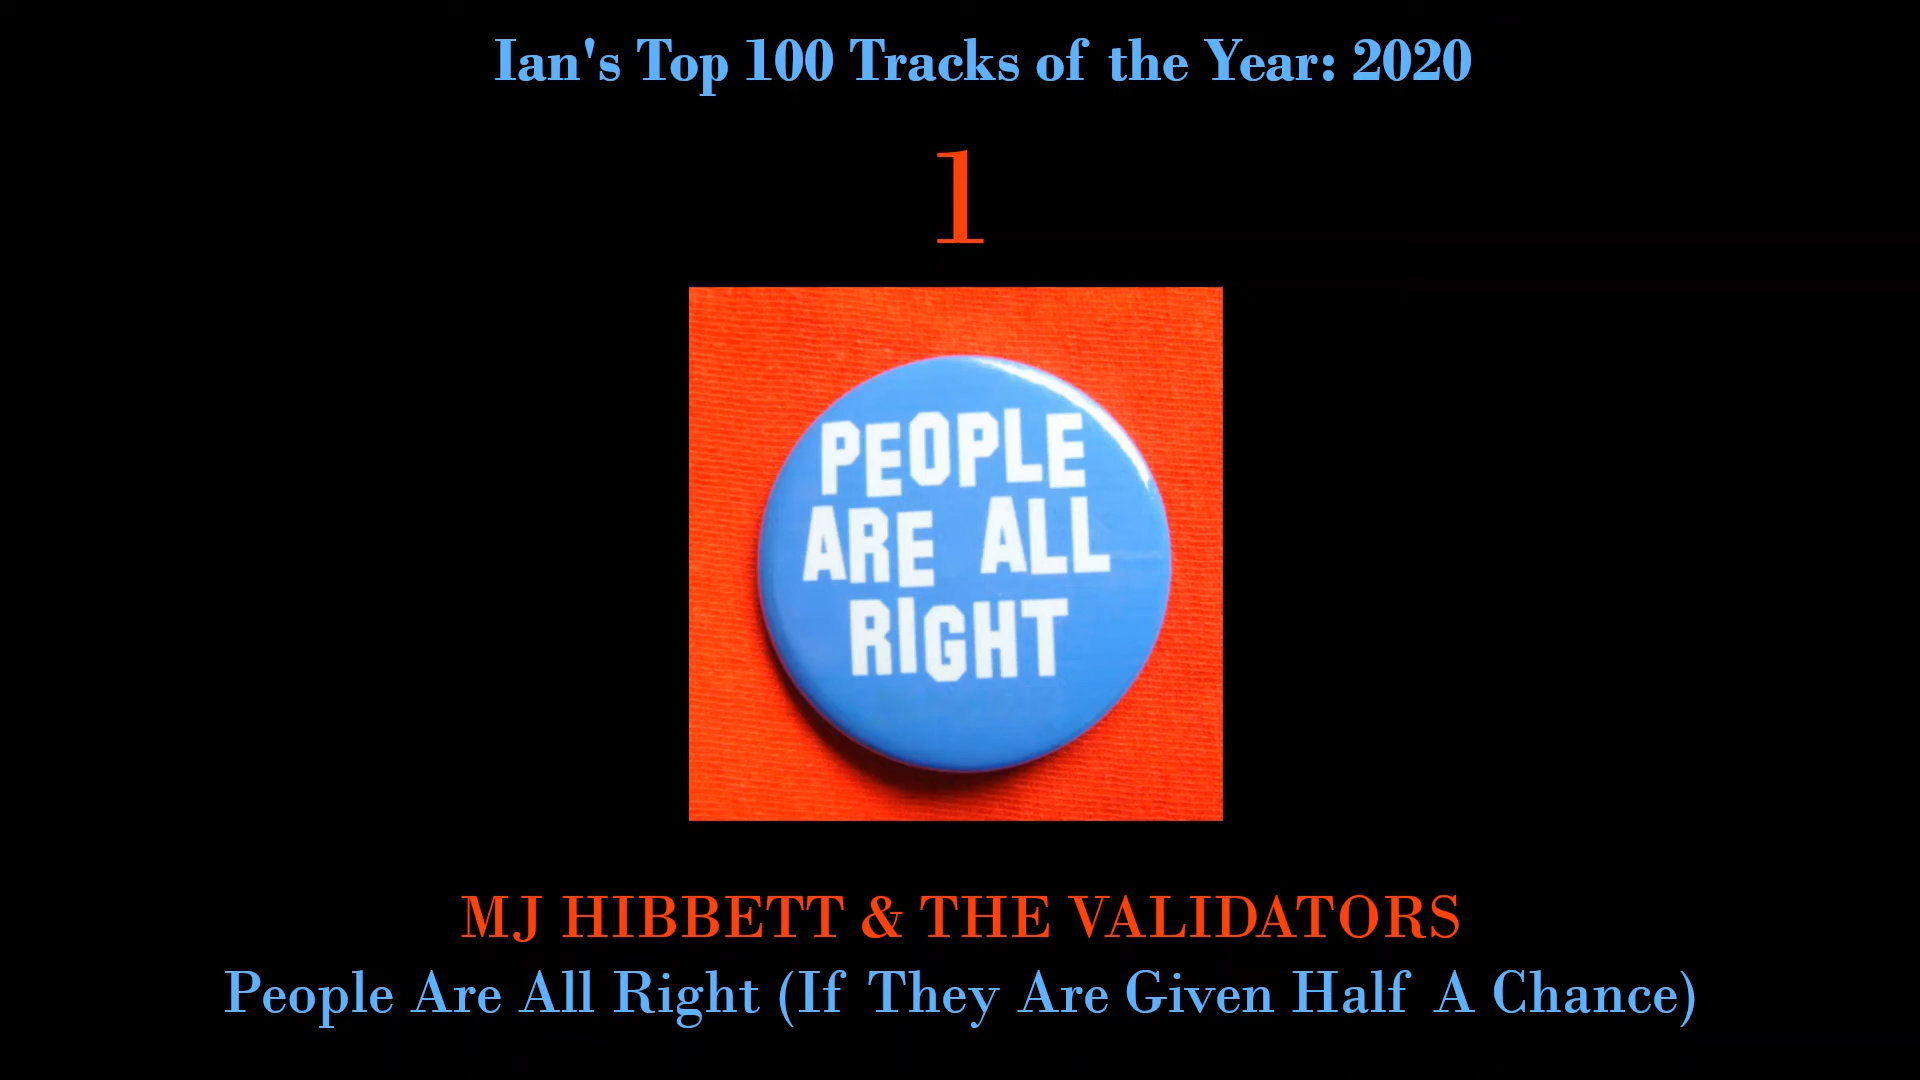 Ian's Top 100 Tracks of the Year: 2020
1
PEOPLE
ARE ALL
RIGHT
MJ HIBBETT & THE VALIDATORS
People Are All Right (If They Are Given Half A Chance)